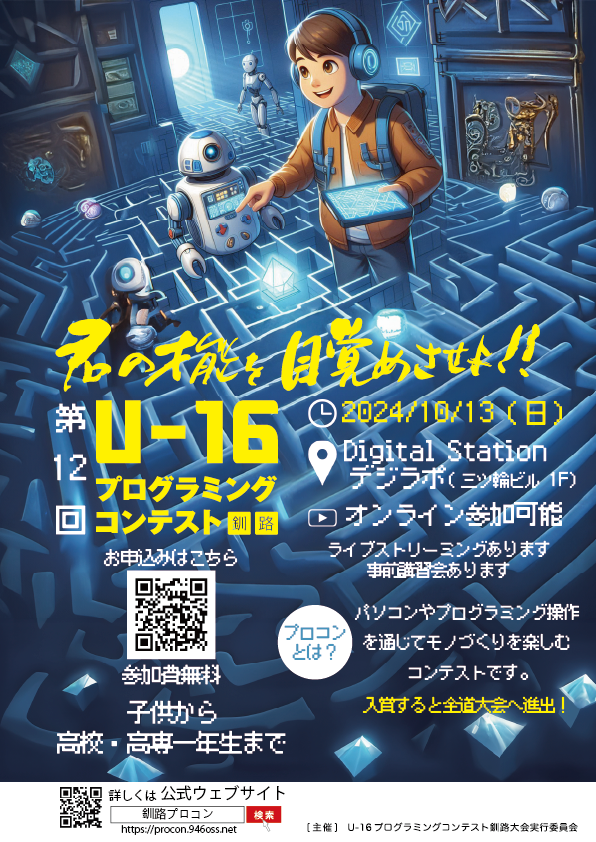 君の才能を目覚めさせよ!!
第12回
U-16
プログラミング
コンテスト釧路
2024/10/13(日)
Digital Station
デジラボ(三ツ輪ビル 1F)
オンライン参加可能
ライブストリーミングあります
事前講習会あります
お申込みはこちら
参加費無料
子供から
高校・高専一年生まで
プロコン
とは?
パソコンやプログラミング操作
を通じてモノづくりを楽しむ
コンテストです。
入賞すると全道大会へ進出!
詳しくは 公式ウェブサイト
釧路プロコン 検索
https://procon.946oss.net
[主催] U-16プログラミングコンテスト釧路大会実行委員会